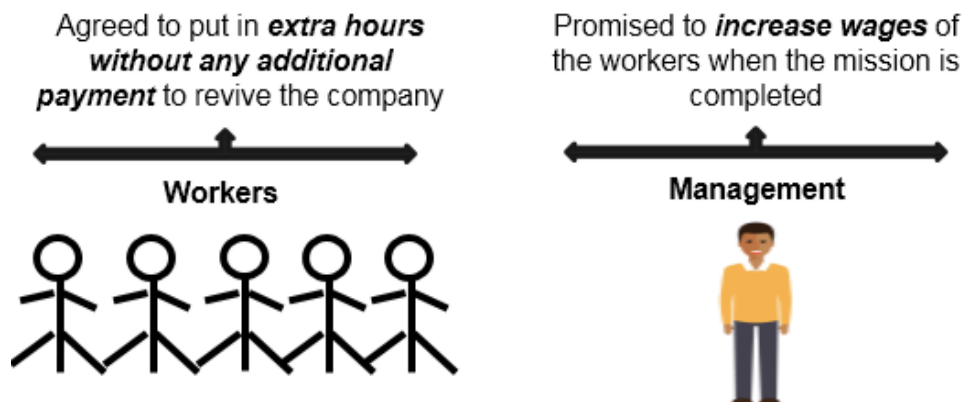 Agreed to put in extra hours
without any additional
payment to revive the company
Workers
Promised to increase wages of
the workers when the mission is
completed
Management